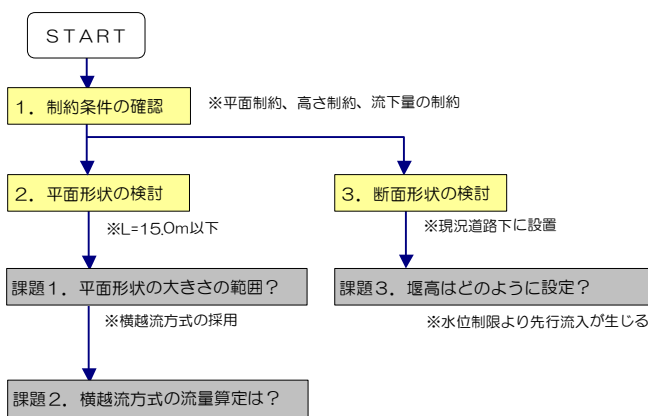 START
1．制約条件の確認
※平面制約、高さ制約、流下量の制約
2．平面形状の検討
3．断面形状の検討
※L=15.0m以下
※現況道路下に設置
課題1．平面形状の大きさの範囲？
課題3．堰高はどのように設定？
※横越流方式の採用
※水位制限より先行流入が生じる
課題2．横越流方式の流量算定は？